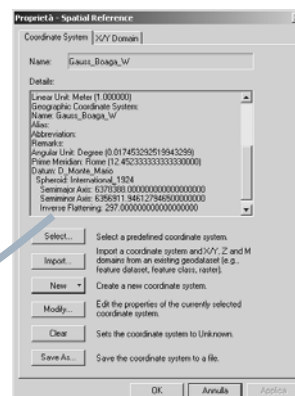 Proprietà - Spatial Reference
Coordinate System
X/Y Domain
Name: Gauss_Boaga_W
Details:
Linear Unit: Meter (1.000000)
Geographic Coordinate System:
Name: Gauss_Boaga_W
Alias:
Abbreviation:
Remarks:
Angular Unit: Degree (0.017453292519943299)
Prime Meridian: Rome (12.452333333333330000)
Datum: D_Monte_Mario
Spheroid: International_1924
Semimajor Axis: 6378388.000000000000000000
Semiminor Axis: 6356911.946127946500000000
Inverse Flattening: 297.000000000000000000
Select... Select a predefined coordinate system.
Import... Import a coordinate system and X/Y, Z and M
domains from an existing geodataset (e.g.,
feature dataset, feature class, raster).
New Create a new coordinate system.
Modify... Edit the properties of the currently selected
coordinate system.
Clear Sets the coordinate system to Unknown.
Save As... Save the coordinate system to a file.
OK Annulla Applica